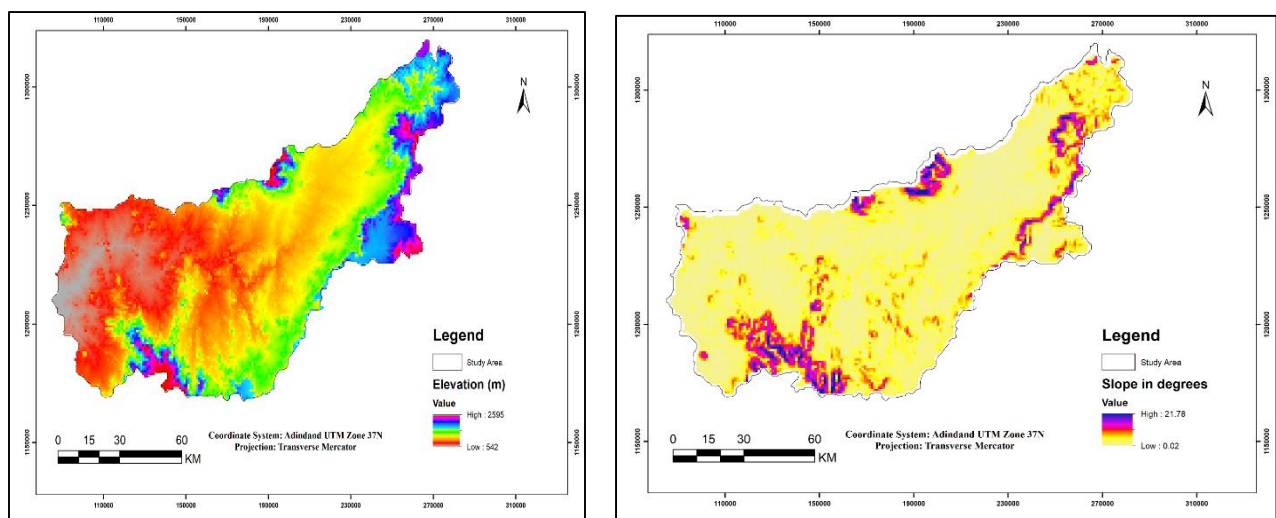 110000 150000 190000 230000 270000 310000
1300000
1250000
1200000
1150000
N
1300000
1250000
1200000
1150000
Legend
Study Area
Elevation (m)
Value
High : 2595
Low : 542
0 15 30 60
KM
Coordinate System: Adindand UTM Zone 37N
Projection: Transverse Mercator
110000 150000 190000 230000 270000 310000
110000 150000 190000 230000 270000 310000
1300000
1250000
1200000
1150000
N
1300000
1250000
1200000
1150000
Legend
Study Area
Slope in degrees
Value
High : 21.78
Low : 0.02
0 10 20 40 60
KM
Coordinate System: Adindand UTM Zone 37N
Projection: Transverse Mercator
110000 150000 190000 230000 270000 310000